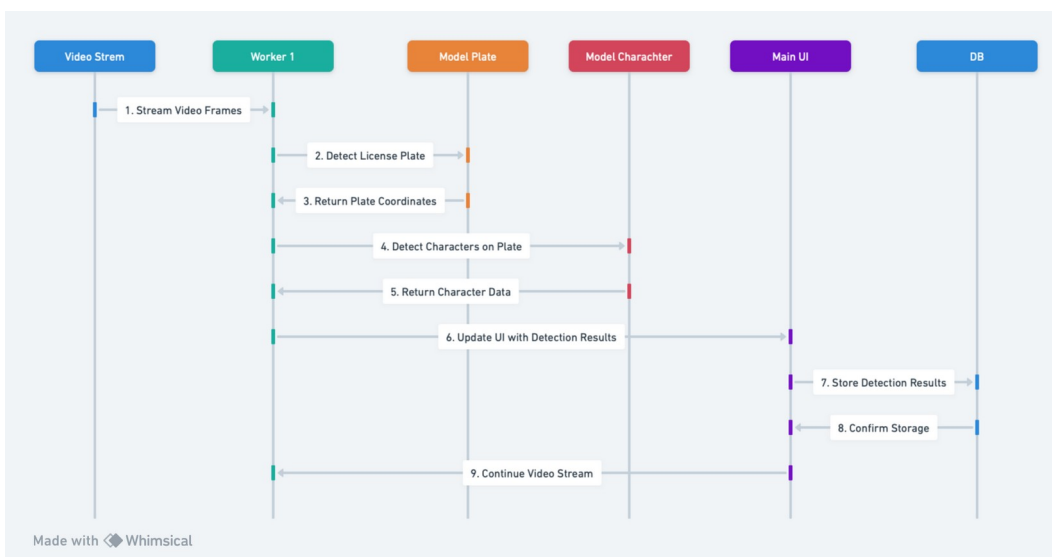 Video Strem
Worker 1
Model Plate
Model Charachter
Main UI
DB
1. Stream Video Frames
2. Detect License Plate
3. Return Plate Coordinates
4. Detect Characters on Plate
5. Return Character Data
6. Update UI with Detection Results
7. Store Detection Results
8. Confirm Storage
9. Continue Video Stream
Made with Whimsical